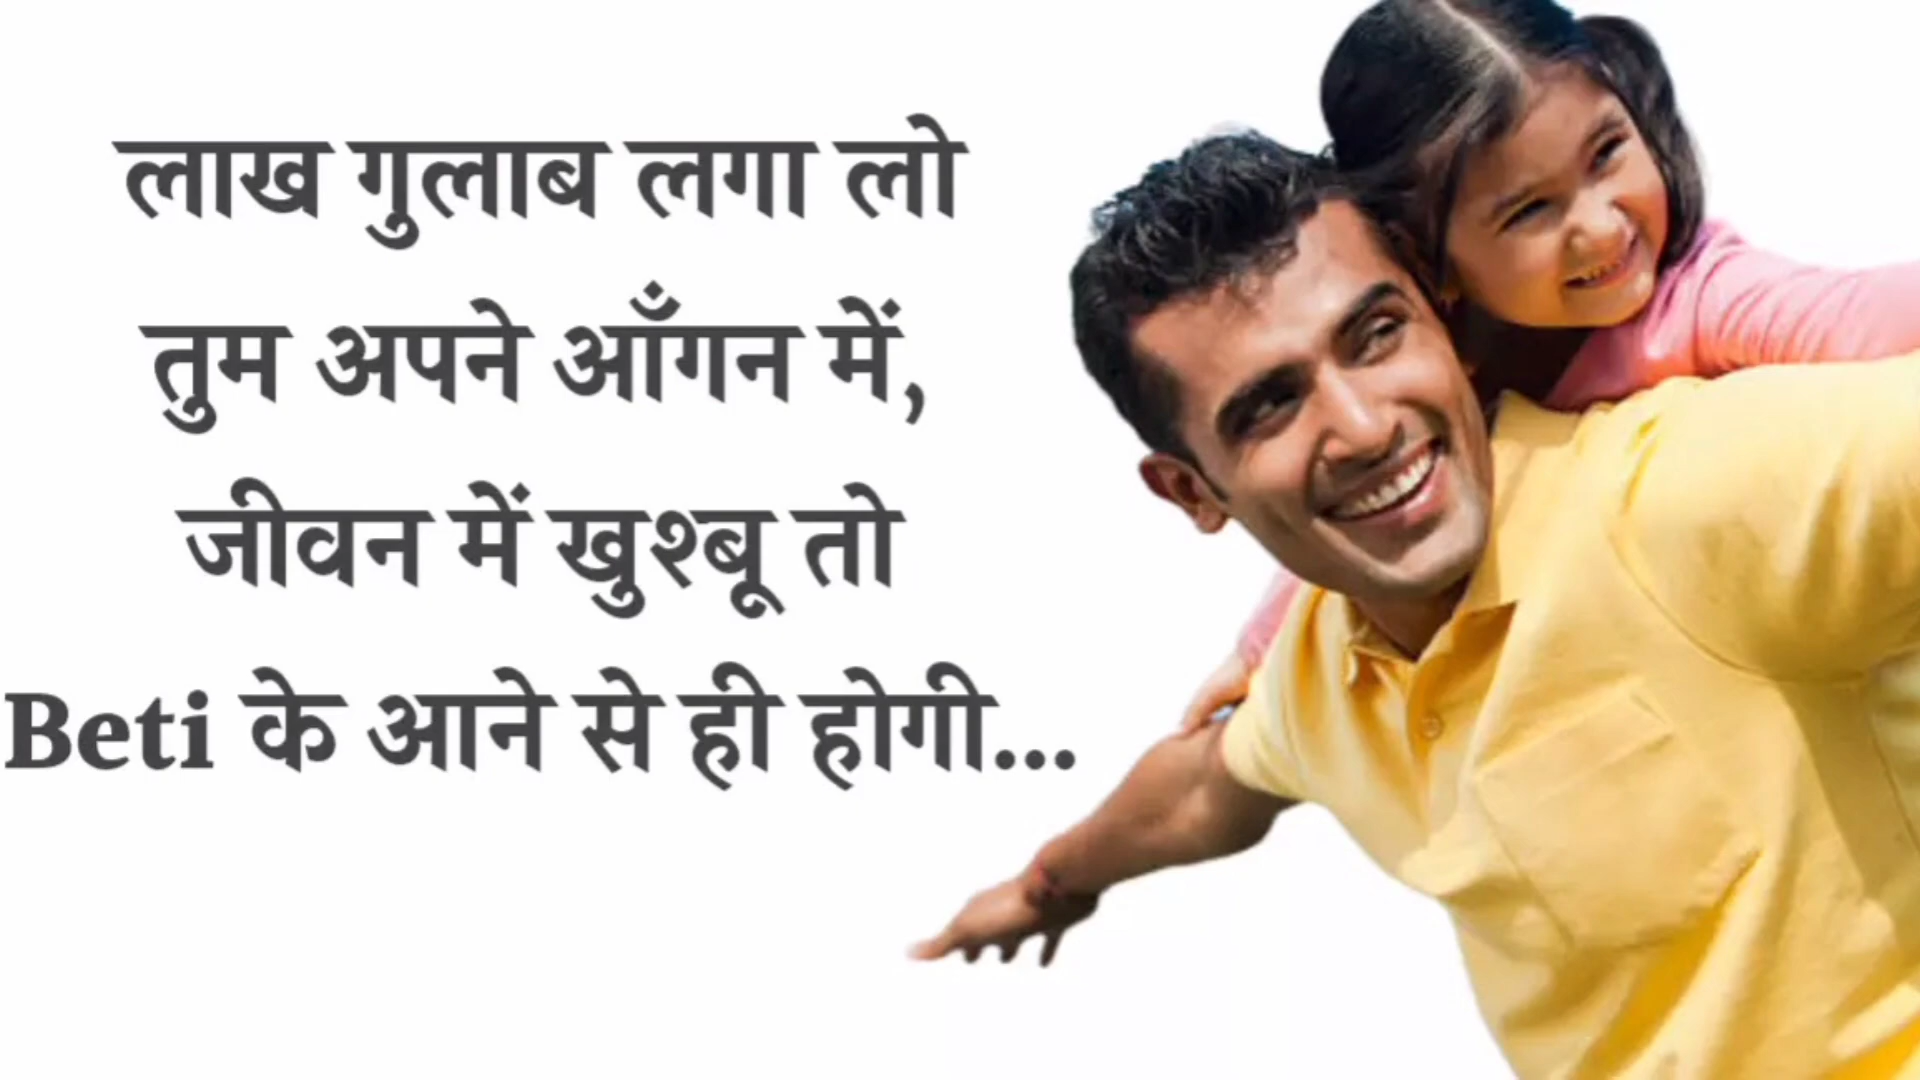 लाख गुलाब लगा लो
तुम अपने आँगन में,
जीवन में खुश्बू तो
Beti के आने से ही होगी...